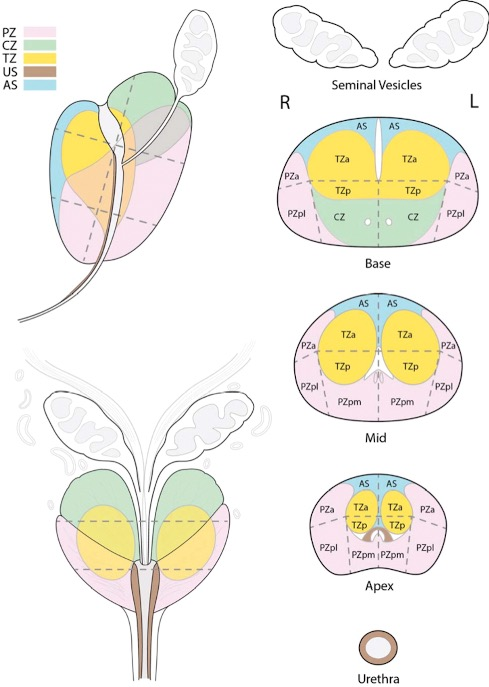 PZ
CZ
TZ
US
AS
Seminal Vesicles
R L
AS AS
TZa TZa
PZa PZa
TZp TZp
PZpl CZ CZ PZpl
Base
AS AS
TZa TZa
PZa PZa
TZp TZp
PZpl PZpl
PZpm PZpm
Mid
AS AS
PZa TZa TZa PZa
TZp TZp
PZpl PZpm PZpm PZpl
Apex
Urethra